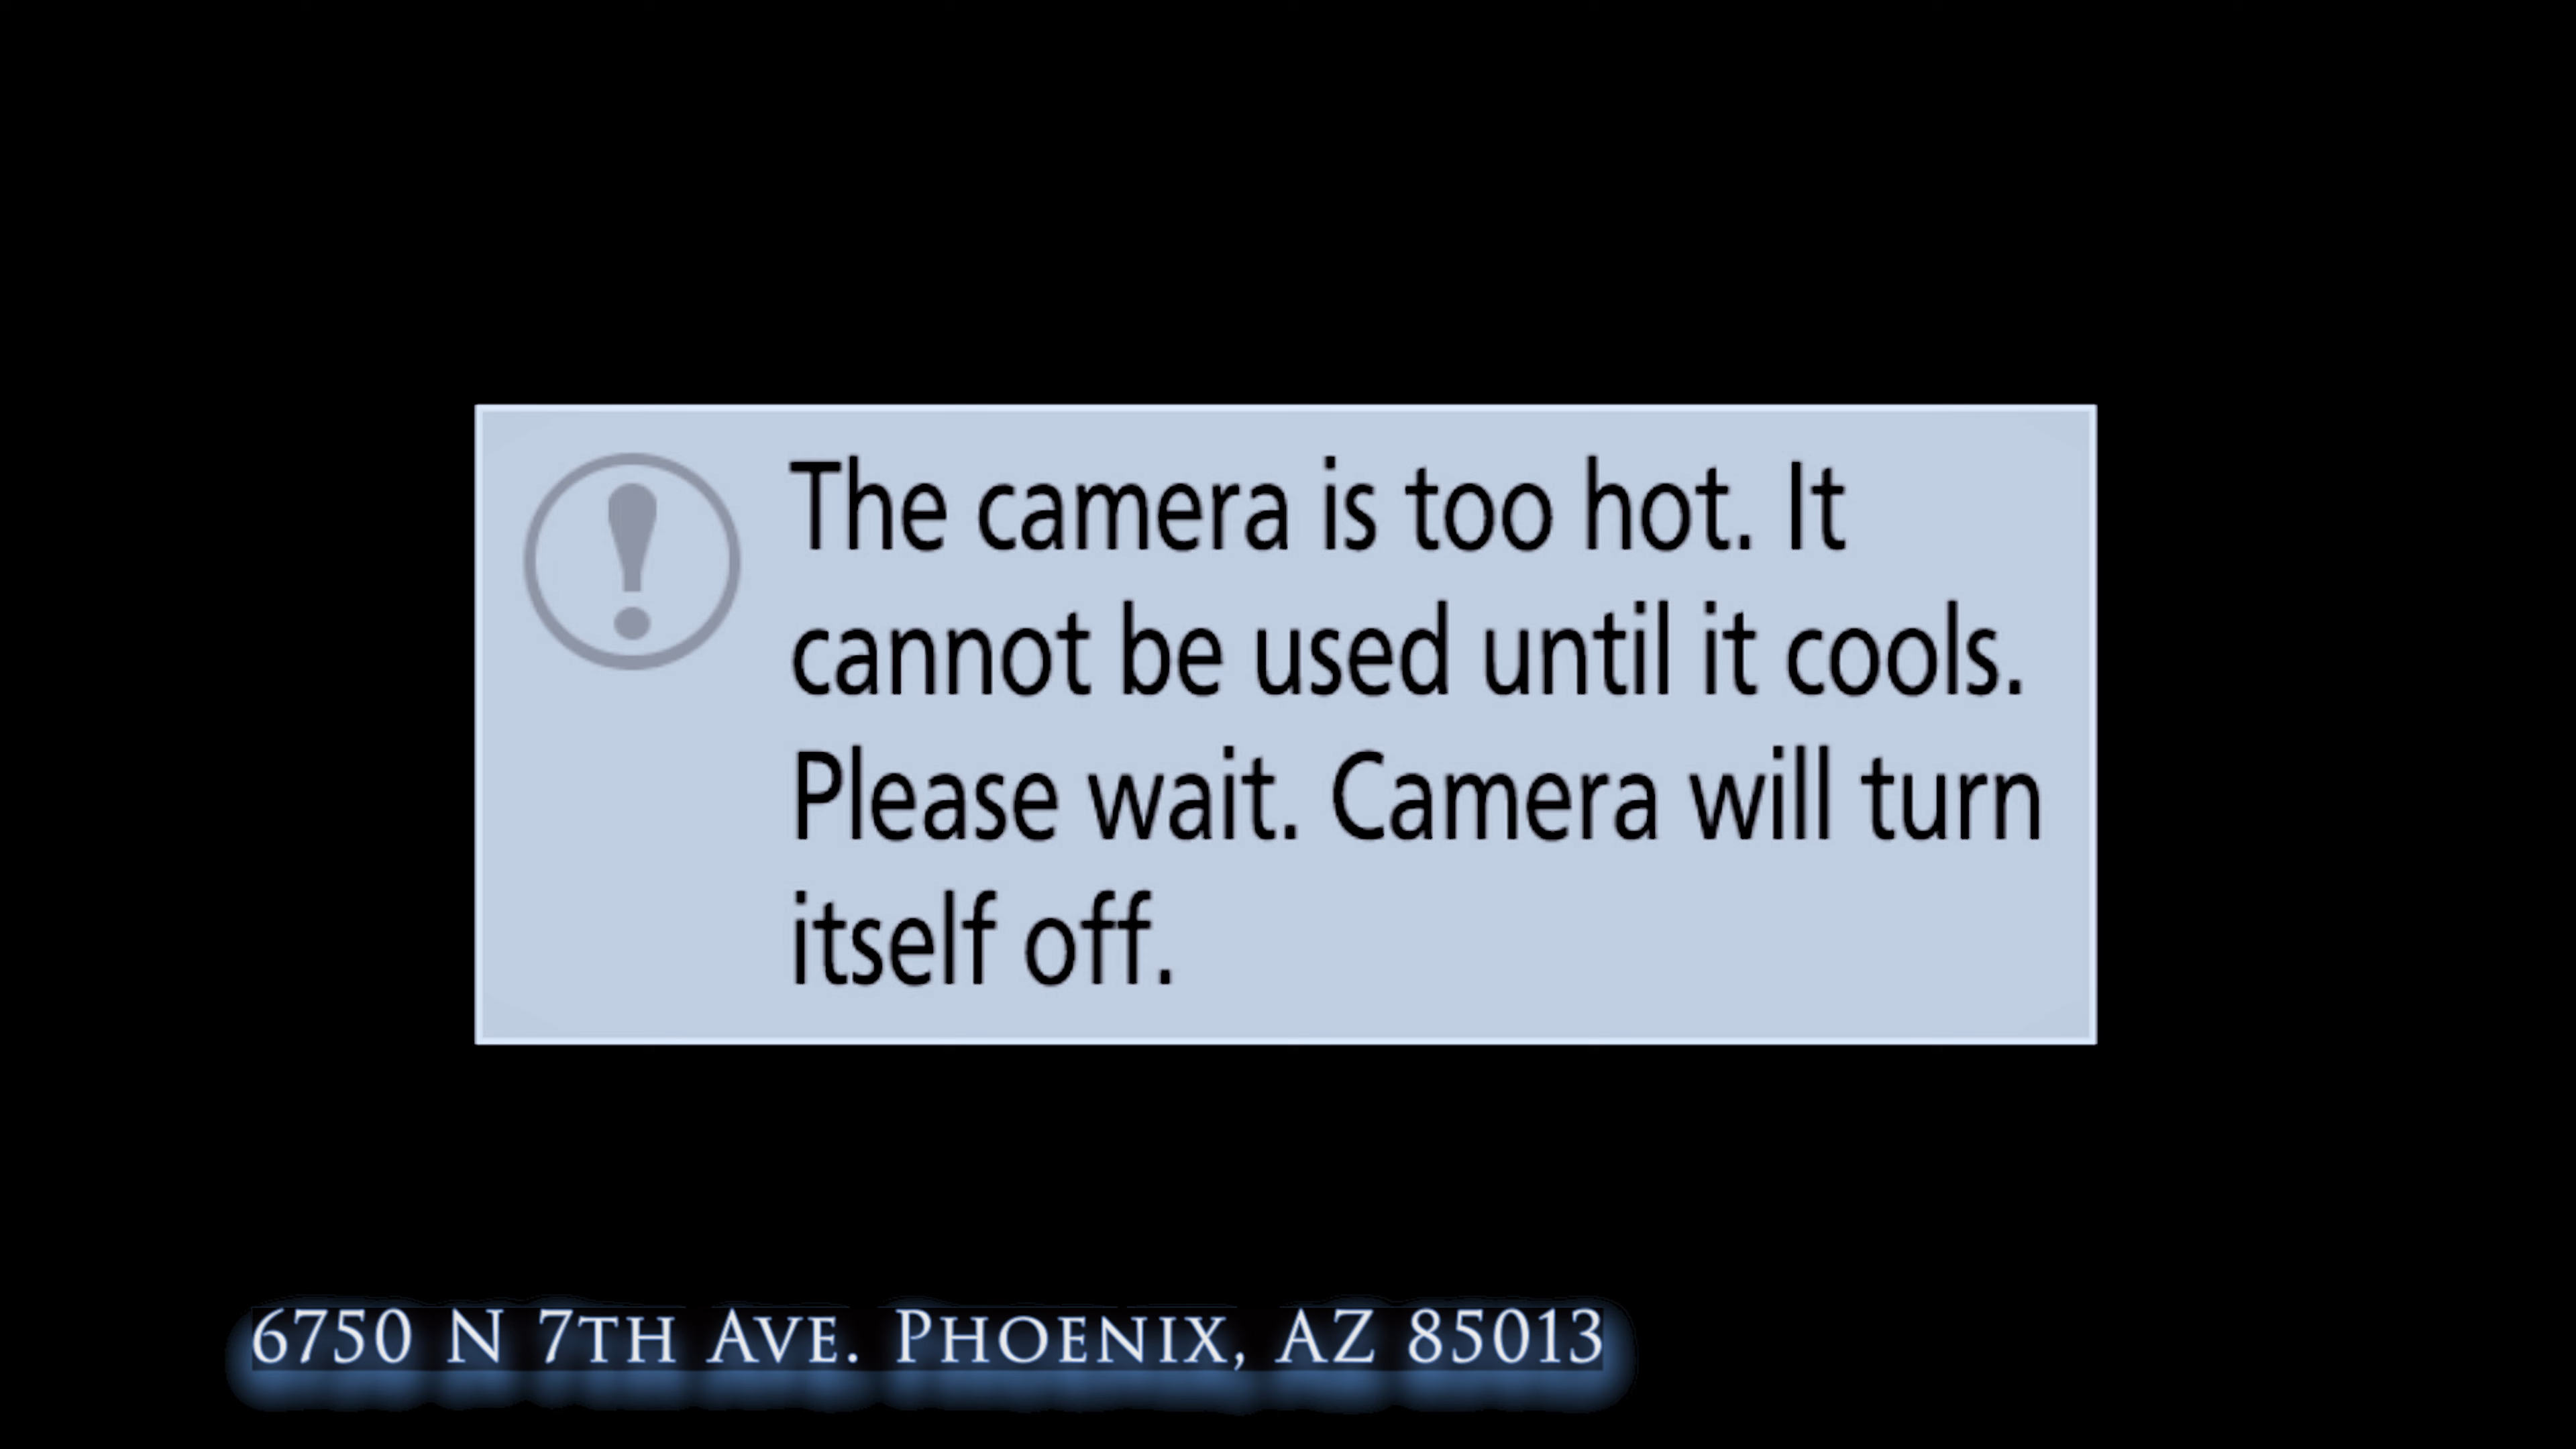 The camera is too hot. It
cannot be used until it cools.
Please wait. Camera will turn
itself off.
6750 N 7th Ave. Phoenix, AZ 85013